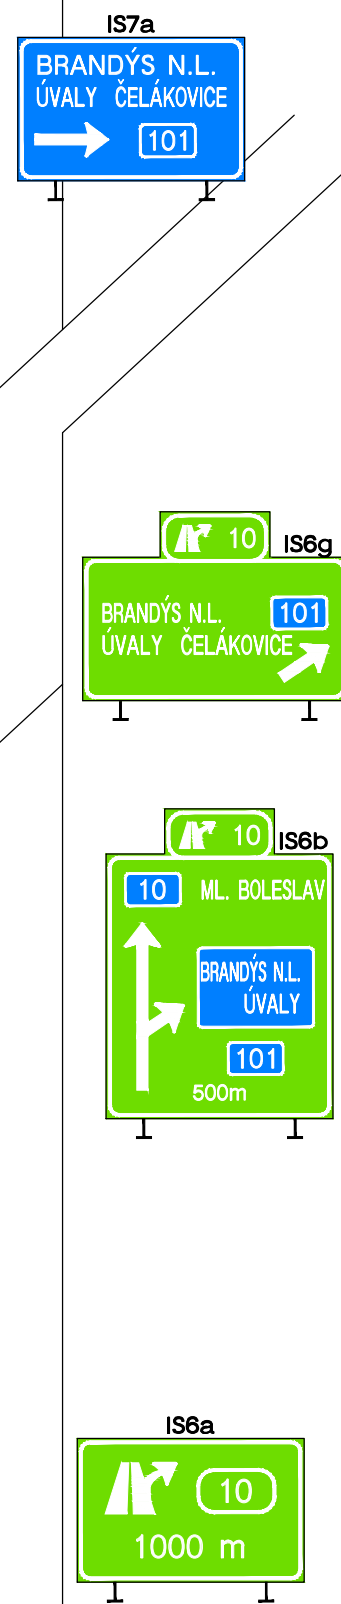 IS7a
BRANDÝS N.L.
ÚVALY ČELÁKOVICE
101
10
IS6g
BRANDÝS N.L. 101
ÚVALY ČELÁKOVICE
10
IS6b
10 ML. BOLESLAV
BRANDÝS N.L.
ÚVALY
101
500m
IS6a
10
1000 m